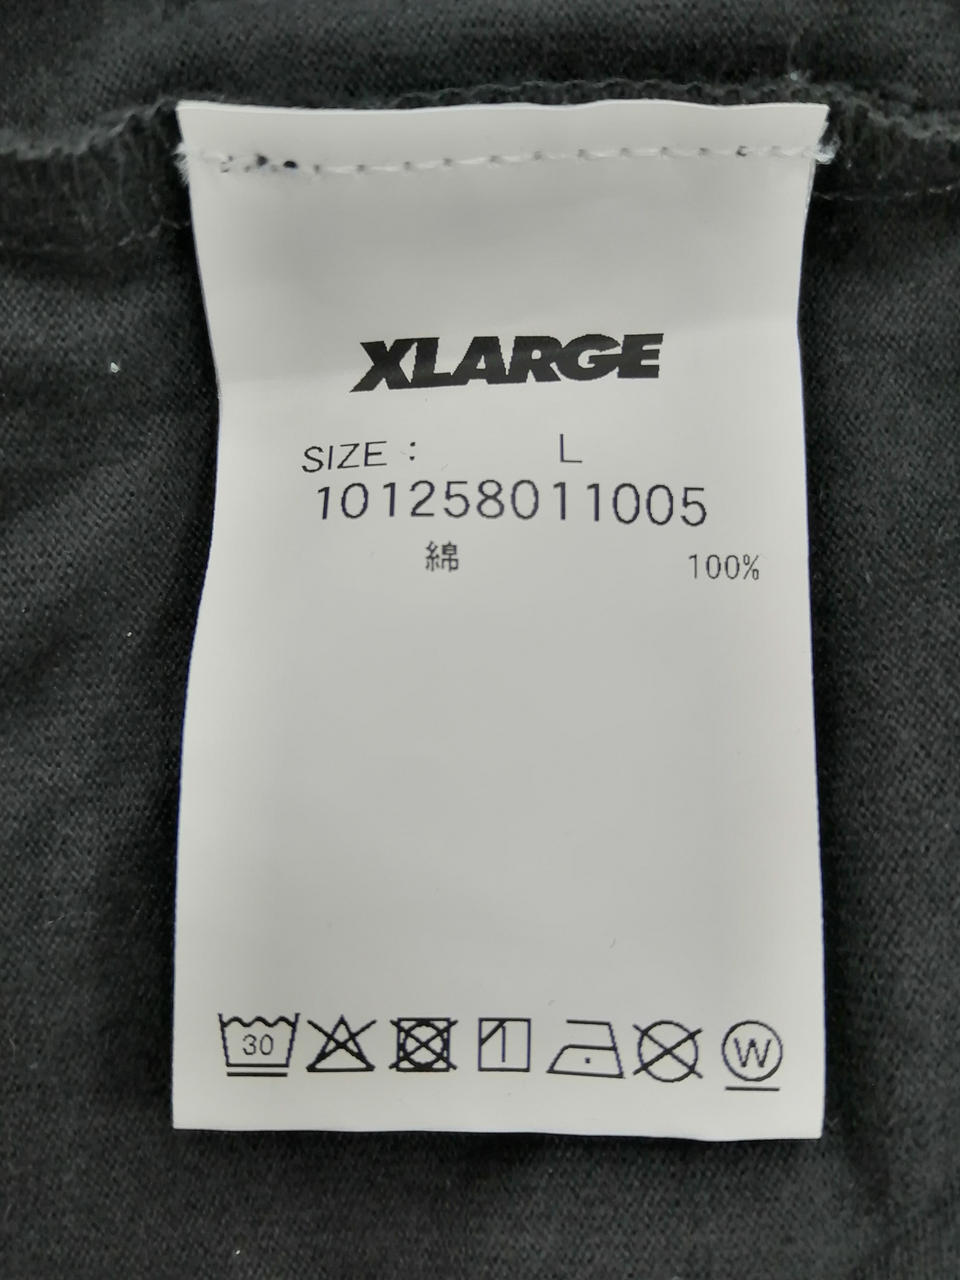 XLARGE
SIZE : L
101258011005
綿 100%
30
W